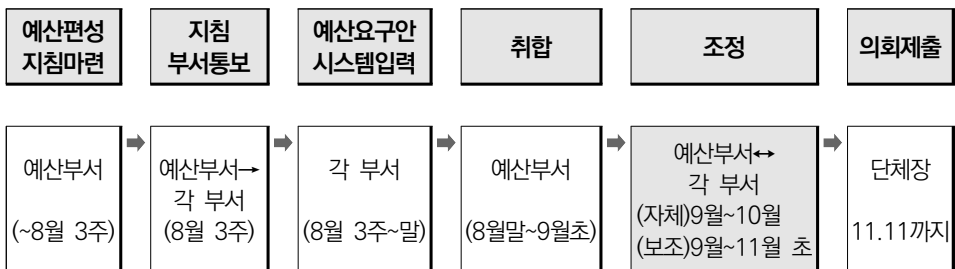 예산편성
지침마련
지침
부서통보
예산요구안
시스템입력
취합
조정
의회제출
예산부서
(~8월 3주)
➡
예산부서→
각 부서
(8월 3주)
➡
각 부서
(8월 3주~말)
➡
예산부서
(8월말~9월초)
➡
예산부서↔
각 부서
(자체)9월~10월
(보조)9월~11월 초
➡
단체장
11.11까지